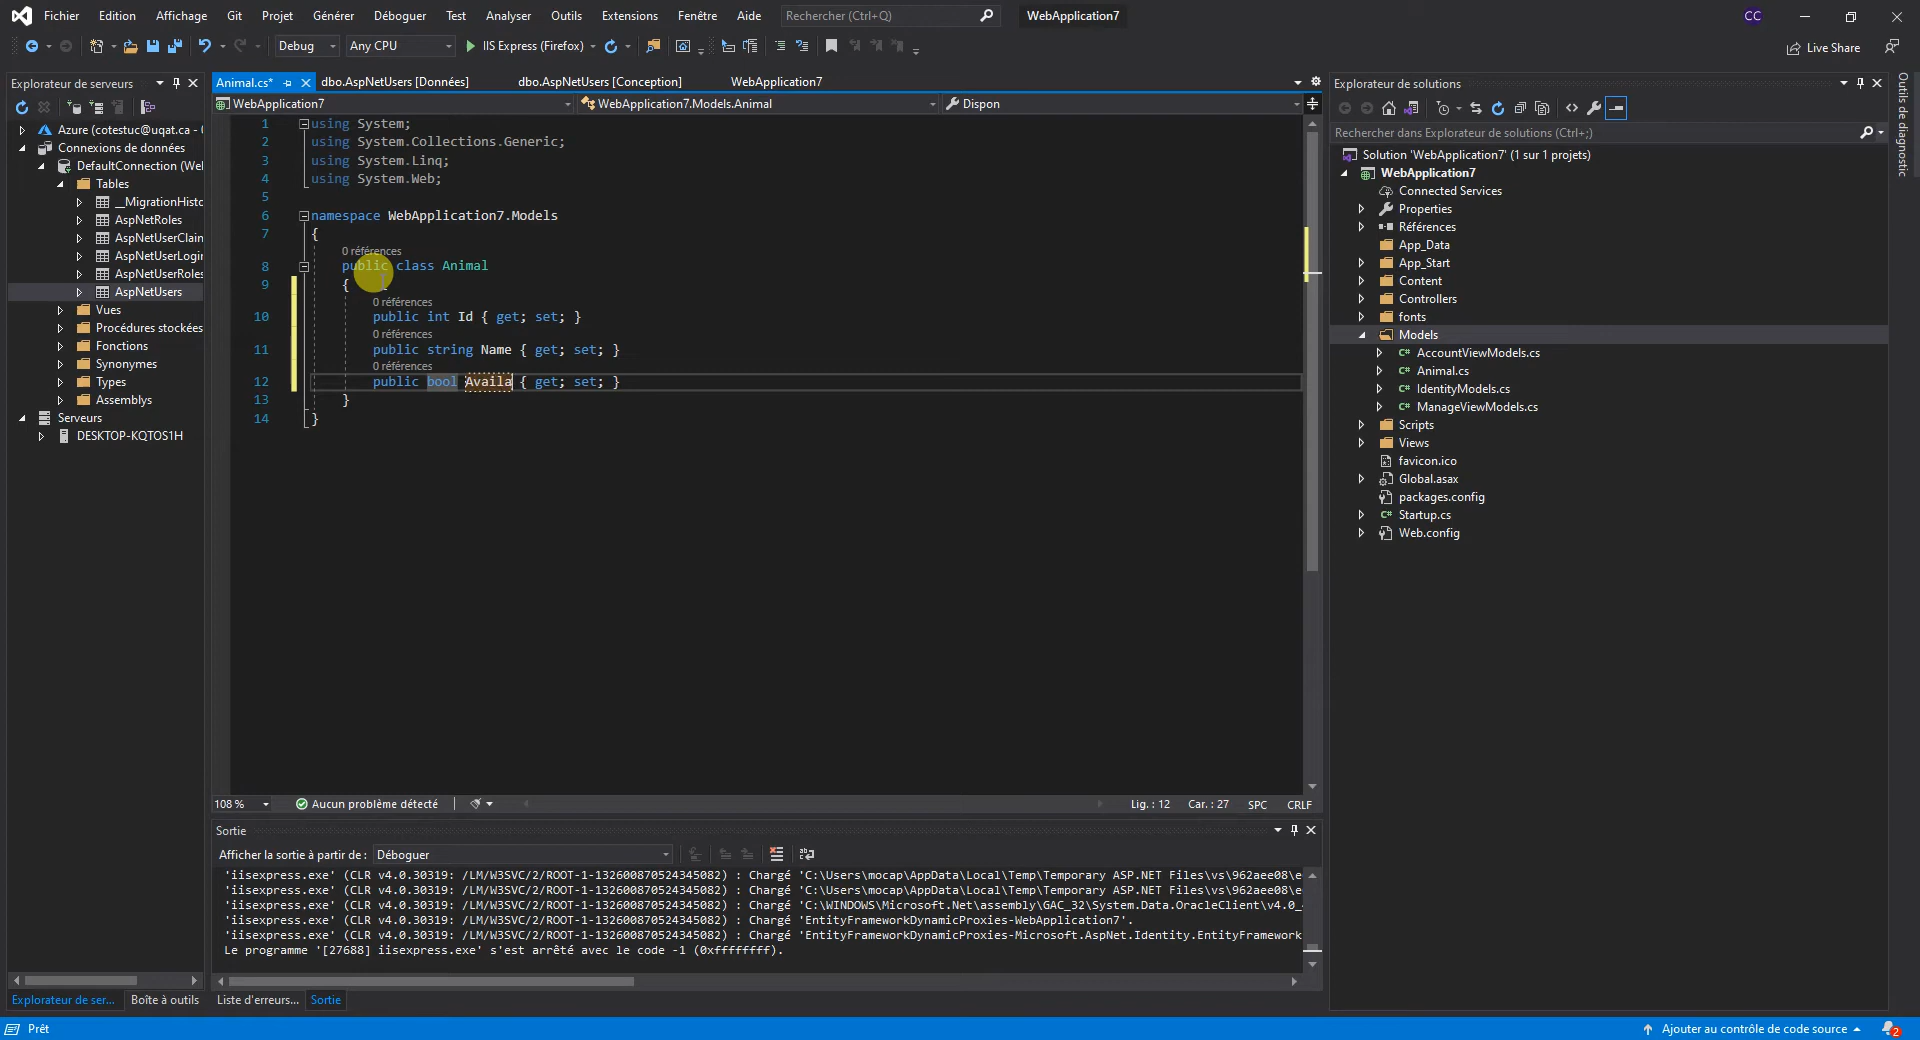 Fichier Edition Affichage Git Projet Générer Déboguer Test Analyser Outils Extensions Fenêtre Aide Rechercher (Ctrl+Q) WebApplication7 CC
Debug Any CPU IIS Express (Firefox) Live Share
Explorateur de serveurs
Azure (cotestuc@uqat.ca - (
Connexions de données
DefaultConnection (Wel
Tables
__MigrationHisto
AspNetRoles
AspNetUserClain
AspNetUserLogir
AspNetUserRoles
AspNetUsers
Vues
Procédures stockées
Fonctions
Synonymes
Types
Assemblys
Serveurs
DESKTOP-KQTOS1H
Explorateur de ser... Boîte à outils
Animal.cs* dbo.AspNetUsers [Données] dbo.AspNetUsers [Conception] WebApplication7
WebApplication7 WebApplication7.Models.Animal Dispon
1 using System;
2 using System.Collections.Generic;
3 using System.Linq;
4 using System.Web;
5
6 namespace WebApplication7.Models
7 {
0 références
8 public class Animal
9 {
0 références
10 public int Id { get; set; }
0 références
11 public string Name { get; set; }
0 références
12 public bool Availa { get; set; }
13 }
14 }
108 % Aucun problème détecté Lig. : 12 Car. : 27 SPC CRLF
Sortie
Afficher la sortie à partir de : Déboguer
'iisexpress.exe' (CLR v4.0.30319: /LM/W3SVC/2/ROOT-1-132600870524345082) : Chargé 'C:\Users\mocap\AppData\Local\Temp\Temporary ASP.NET Files\vs\962aee08\e
'iisexpress.exe' (CLR v4.0.30319: /LM/W3SVC/2/ROOT-1-132600870524345082) : Chargé 'C:\Users\mocap\AppData\Local\Temp\Temporary ASP.NET Files\vs\962aee08\e
'iisexpress.exe' (CLR v4.0.30319: /LM/W3SVC/2/ROOT-1-132600870524345082) : Chargé 'C:\WINDOWS\Microsoft.Net\assembly\GAC_32\System.Data.OracleClient\v4.0_
'iisexpress.exe' (CLR v4.0.30319: /LM/W3SVC/2/ROOT-1-132600870524345082) : Chargé 'EntityFrameworkDynamicProxies-WebApplication7'.
'iisexpress.exe' (CLR v4.0.30319: /LM/W3SVC/2/ROOT-1-132600870524345082) : Chargé 'EntityFrameworkDynamicProxies-Microsoft.AspNet.Identity.EntityFramework
Le programme '[27688] iisexpress.exe' s'est arrêté avec le code -1 (0xffffffff).
Liste d'erreurs... Sortie
Explorateur de solutions
Rechercher dans Explorateur de solutions (Ctrl+;)
Solution 'WebApplication7' (1 sur 1 projets)
WebApplication7
Connected Services
Properties
Références
App_Data
App_Start
Content
Controllers
fonts
Models
AccountViewModels.cs
Animal.cs
IdentityModels.cs
ManageViewModels.cs
Scripts
Views
favicon.ico
Global.asax
packages.config
Startup.cs
Web.config
Outils de diagnostic
Prêt Ajouter au contrôle de code source 2